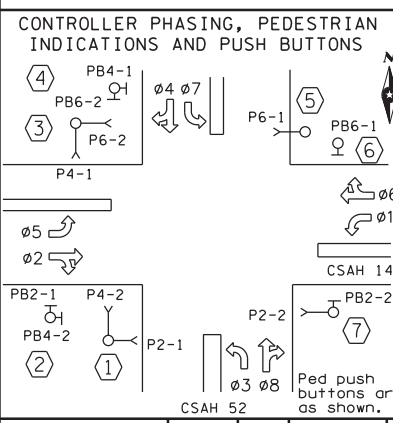 CONTROLLER PHASING, PEDESTRIAN
INDICATIONS AND PUSH BUTTONS
N
4
PB4-1
PB6-2
3
P6-2
P4-1
ø4 ø7
5
P6-1
PB6-1
6
ø6
ø1
ø5
ø2
CSAH 14
PB2-1
P4-2
PB4-2
2
1
P2-1
P2-2
PB2-2
7
ø3 ø8
CSAH 52
Ped push
buttons ar
as shown.